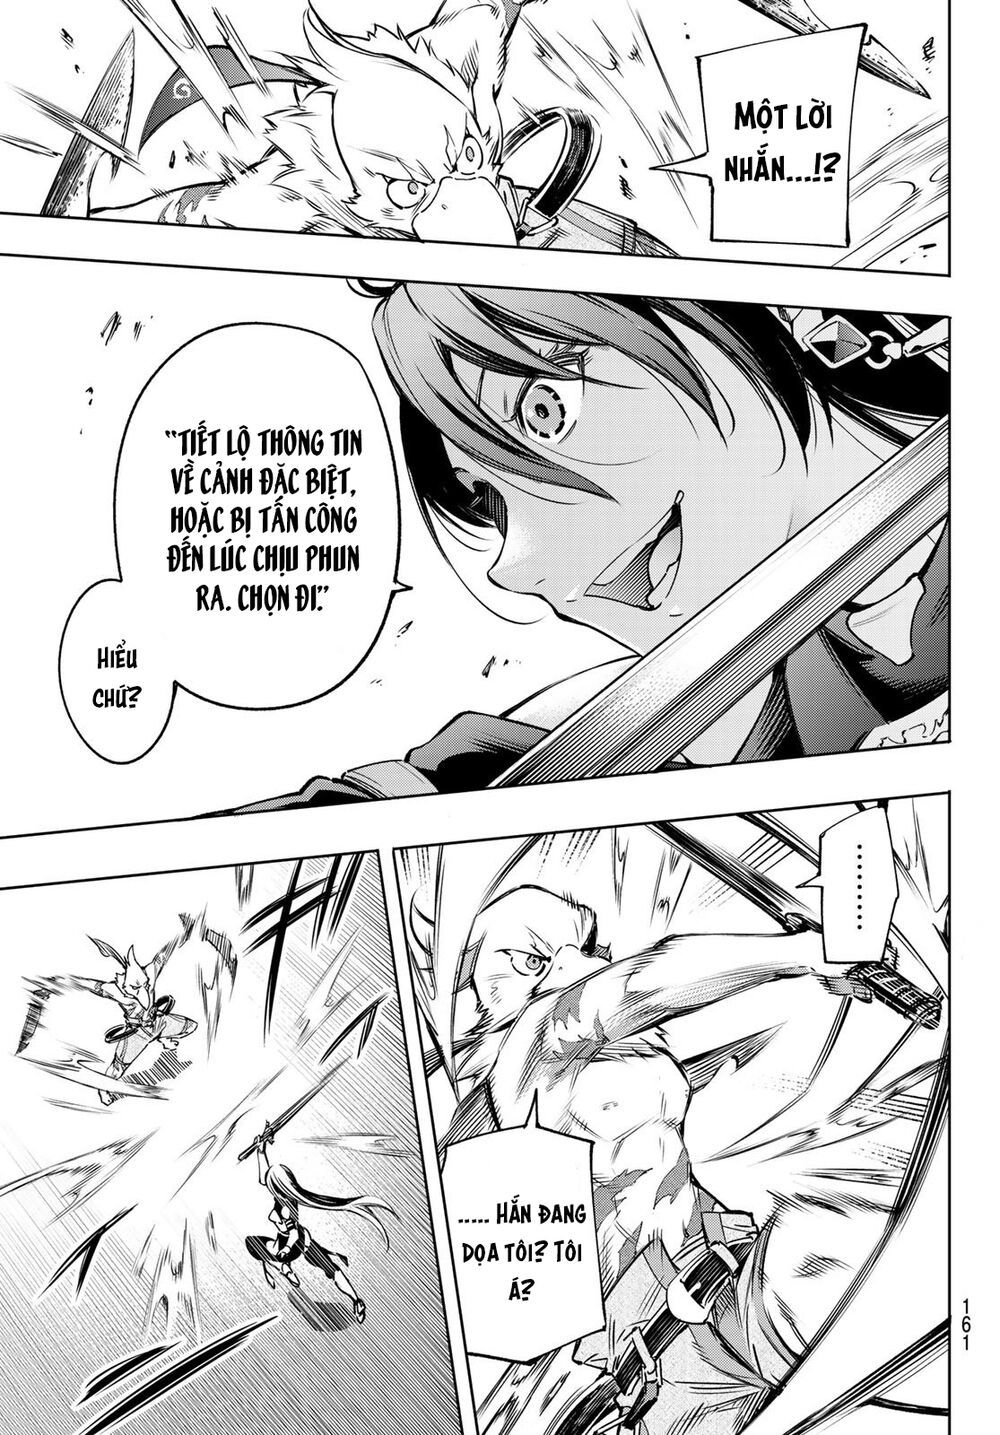 MỘT LỜI
NHẮN...!?
“TIẾT LỘ THÔNG TIN
VỀ CẢNH ĐẶC BIỆT,
HOẶC BỊ TẤN CÔNG
ĐẾN LÚC CHỊU PHUN
RA. CHỌN ĐI.”
HIỂU
CHỨ?
........
..... HẮN ĐANG
DỌA TÔI? TÔI
Á?
161